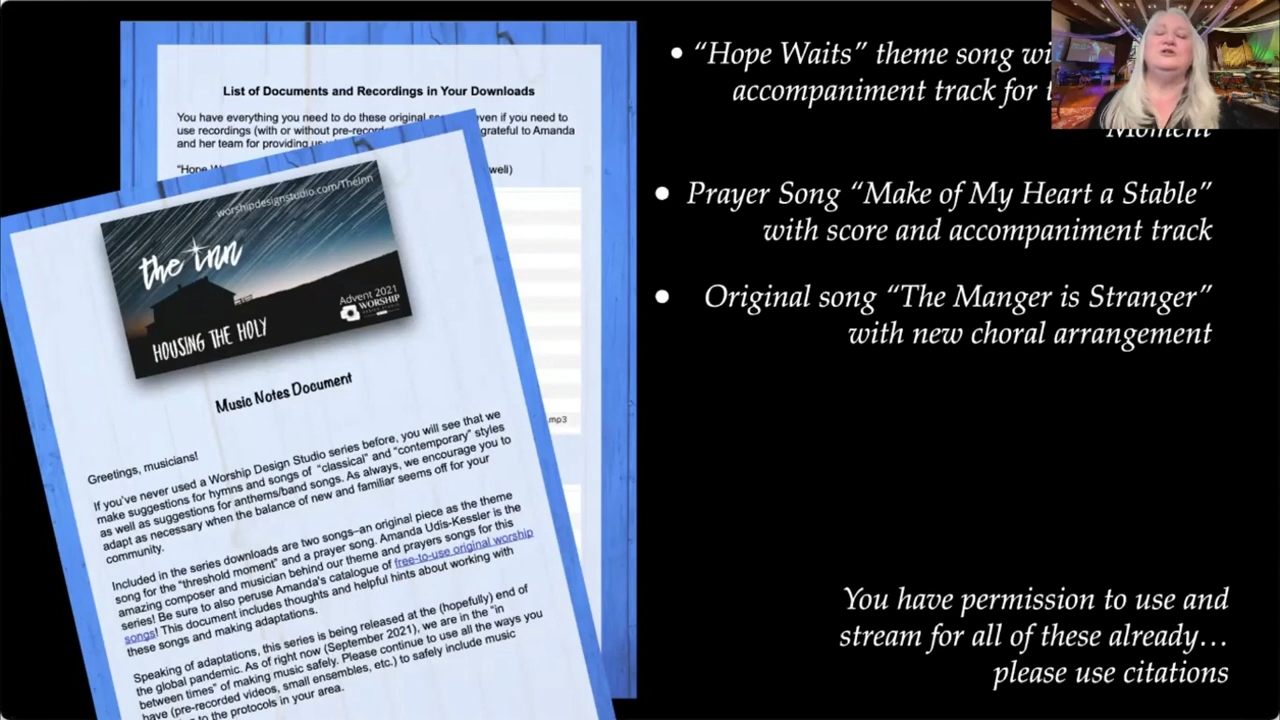 List of Documents and Recordings in Your Downloads
You have everything you need to do these original even if you need to
use recordings (with or without grateful to Amanda
and her team for providing
"Hope well)
.mp3
worshipdesignstudio.com/TheInn
the inn
Advent 2021
WORSHIP
HOUSING THE HOLY
Music Notes Document
Greetings, musicians!
If you've never used a Worship Design Studio series before, you will see that we
make suggestions for hymns and songs of "classical" and "contemporary" styles
as well as suggestions for anthems/band songs. As always, we encourage you to
adapt as necessary when the balance of new and familiar seems off for your
community.
Included in the series downloads are two songs–an original piece as the theme
song for the "threshold moment" and a prayer song. Amanda Udis-Kessler is the
amazing composer and musician behind our theme and prayers songs for this
series! Be sure to also peruse Amanda's catalogue of free-to-use original worship
songs! This document includes thoughts and helpful hints about working with
these songs and making adaptations.
Speaking of adaptations, this series is being released at the (hopefully) end of
the global pandemic. As of right now (September 2021), we are in the "in
between times" of making music safely. Please continue to use all the ways you
have (pre-recorded videos, small ensembles, etc.) to safely include music
to the protocols in your area.
• "Hope Waits" theme song
accompaniment track for
Moment
• Prayer Song "Make of My Heart a Stable"
with score and accompaniment track
• Original song "The Manger is Stranger"
with new choral arrangement
You have permission to use and
stream for all of these already…
please use citations